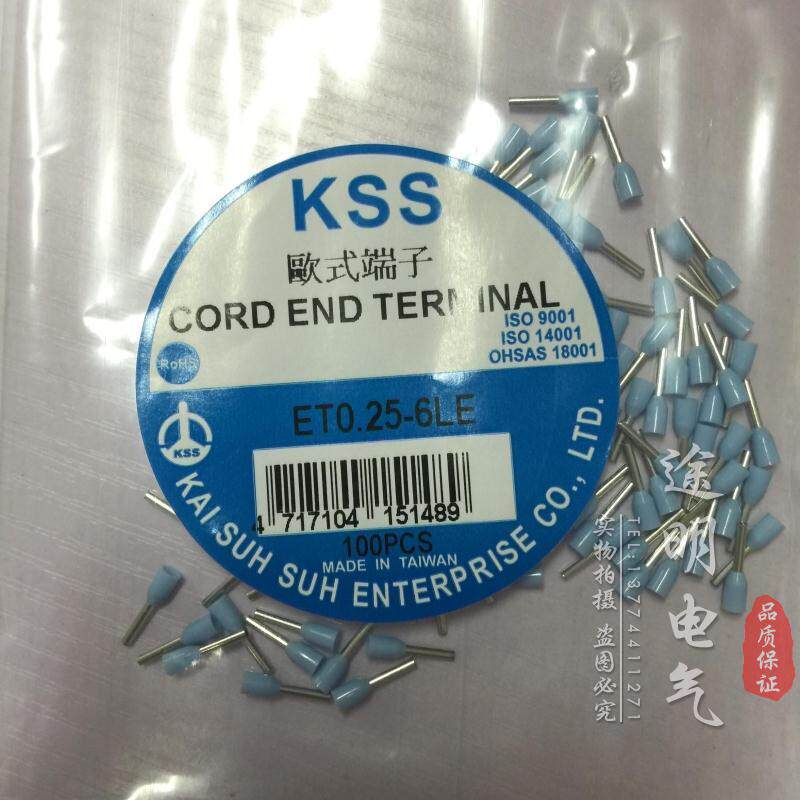 KSS
歐式端子
CORD END TERMINAL
ISO 9001
ISO 14001
OHSAS 18001
RoHS
ET0.25-6LE
KSS
4 717104 151489
100PCS
MADE IN TAIWAN
KAI SUH SUH ENTERPRISE CO., LTD.
途明电气
TEL:18774411271
实物拍摄 盗图必究
品质保证